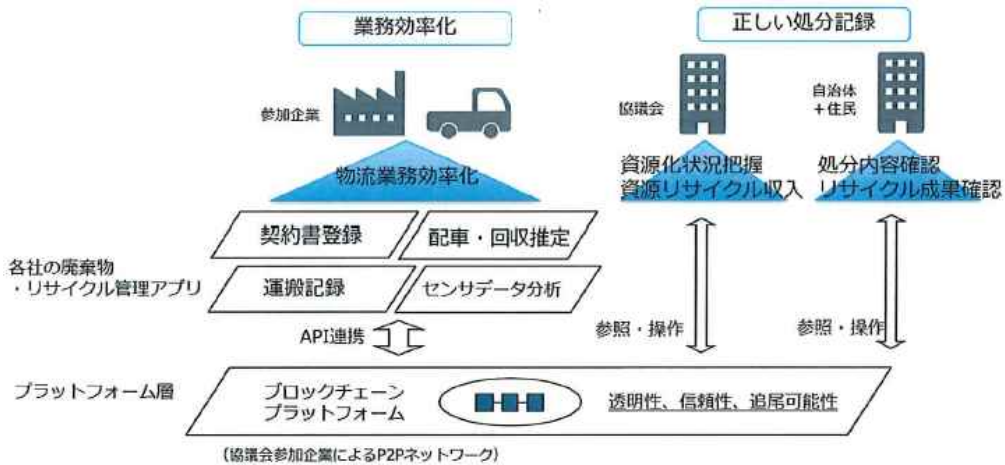 業務効率化
正しい処分記録
参加企業
協議会
自治体
+住民
物流業務効率化
資源化状況把握
資源リサイクル収入
処分内容確認
リサイクル成果確認
契約書登録
配車・回収推定
各社の廃棄物
・リサイクル管理アプリ
運搬記録
センサデータ分析
API連携
参照・操作
参照・操作
プラットフォーム層
ブロックチェーン
プラットフォーム
透明性、信頼性、追尾可能性
(協議会参加企業によるP2Pネットワーク)